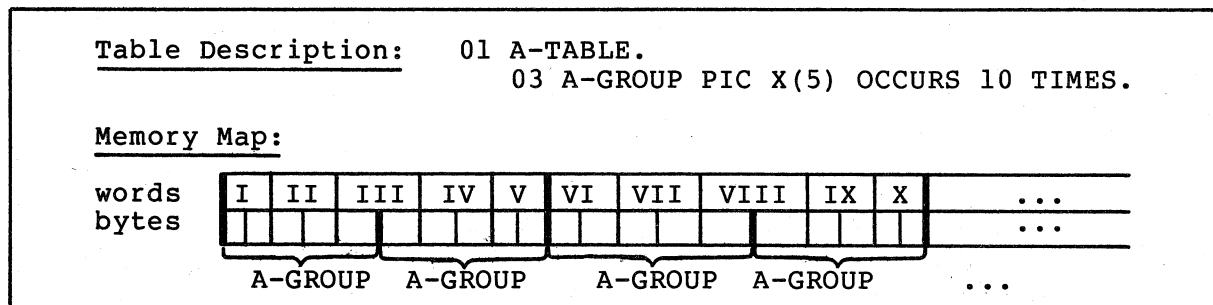 Table Description: 01 A-TABLE.
03 A-GROUP PIC X(5) OCCURS 10 TIMES.
Memory Map:
words I II III IV V VI VII VIII IX X ...
bytes ...
A-GROUP A-GROUP A-GROUP A-GROUP ...